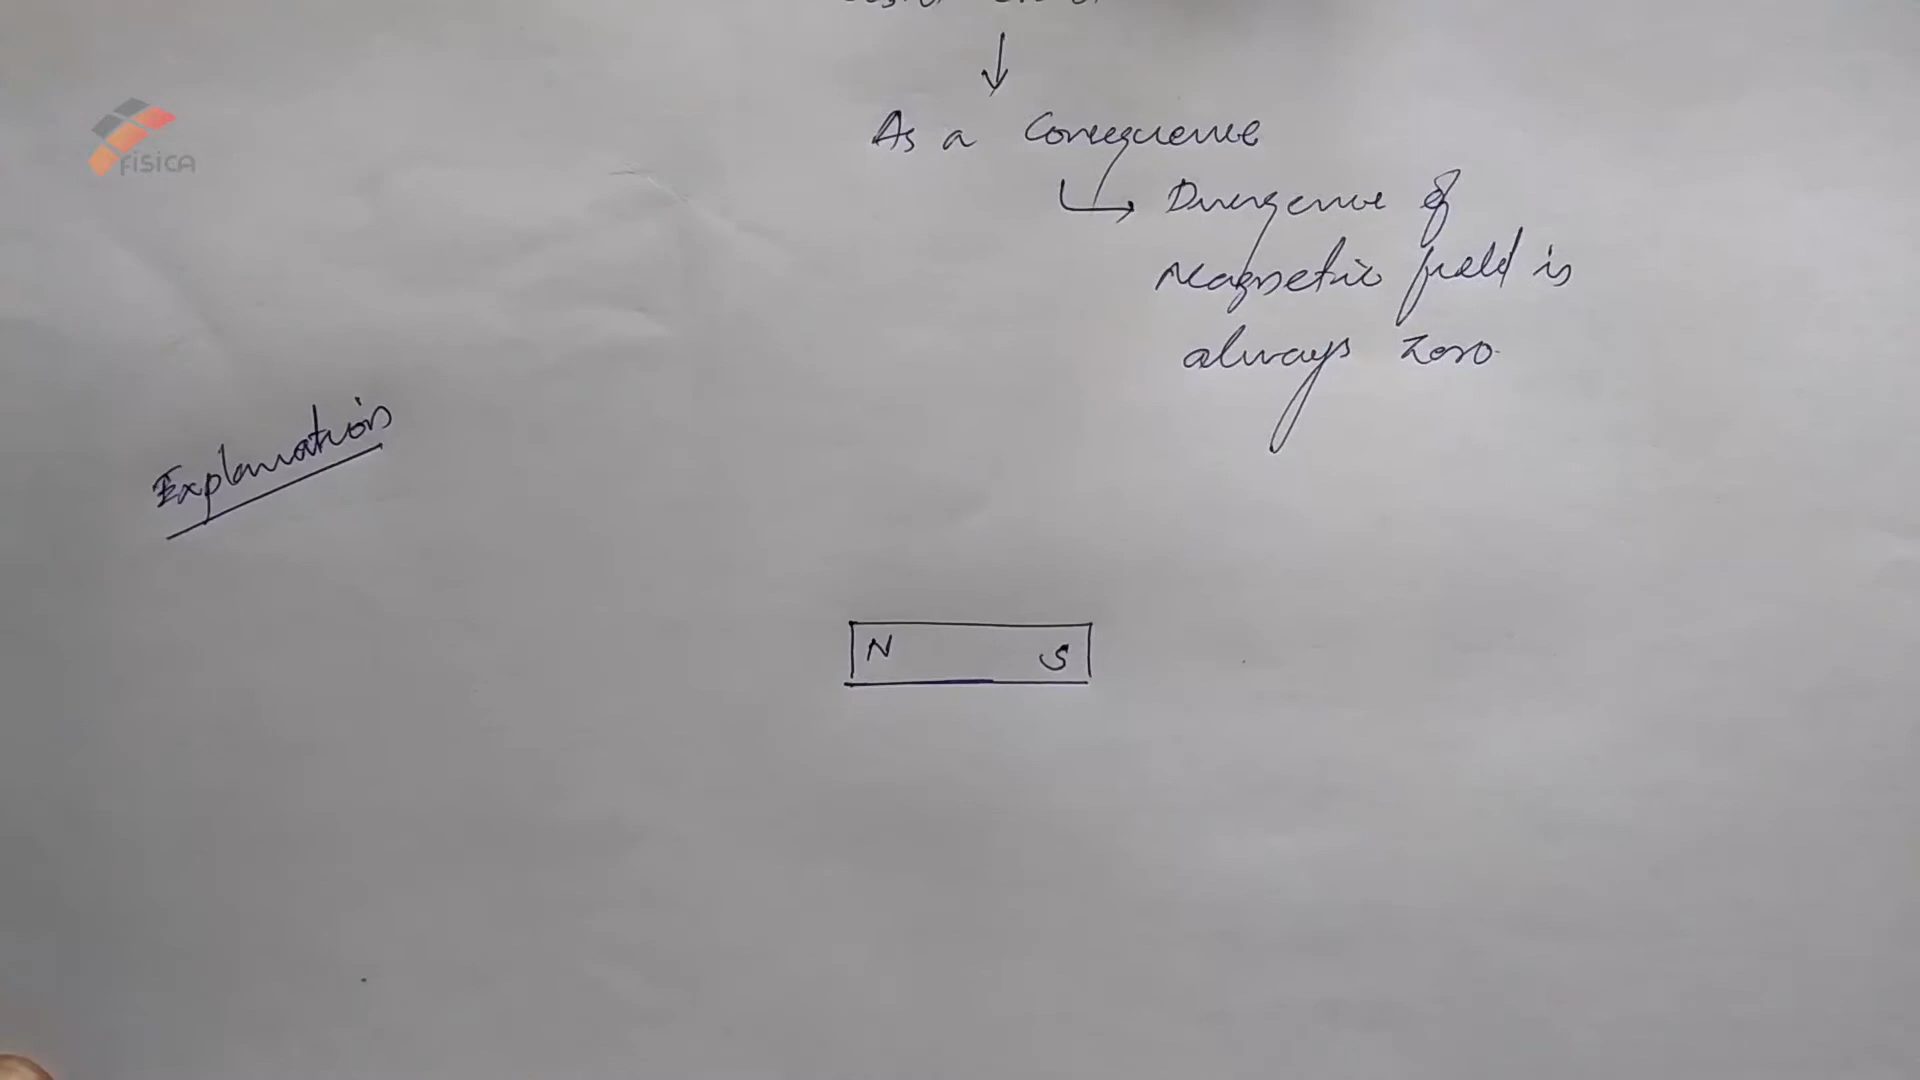 As a Consequence
Divergence of
Magnetic field is
always zero.
FISICA
Explanation
N S